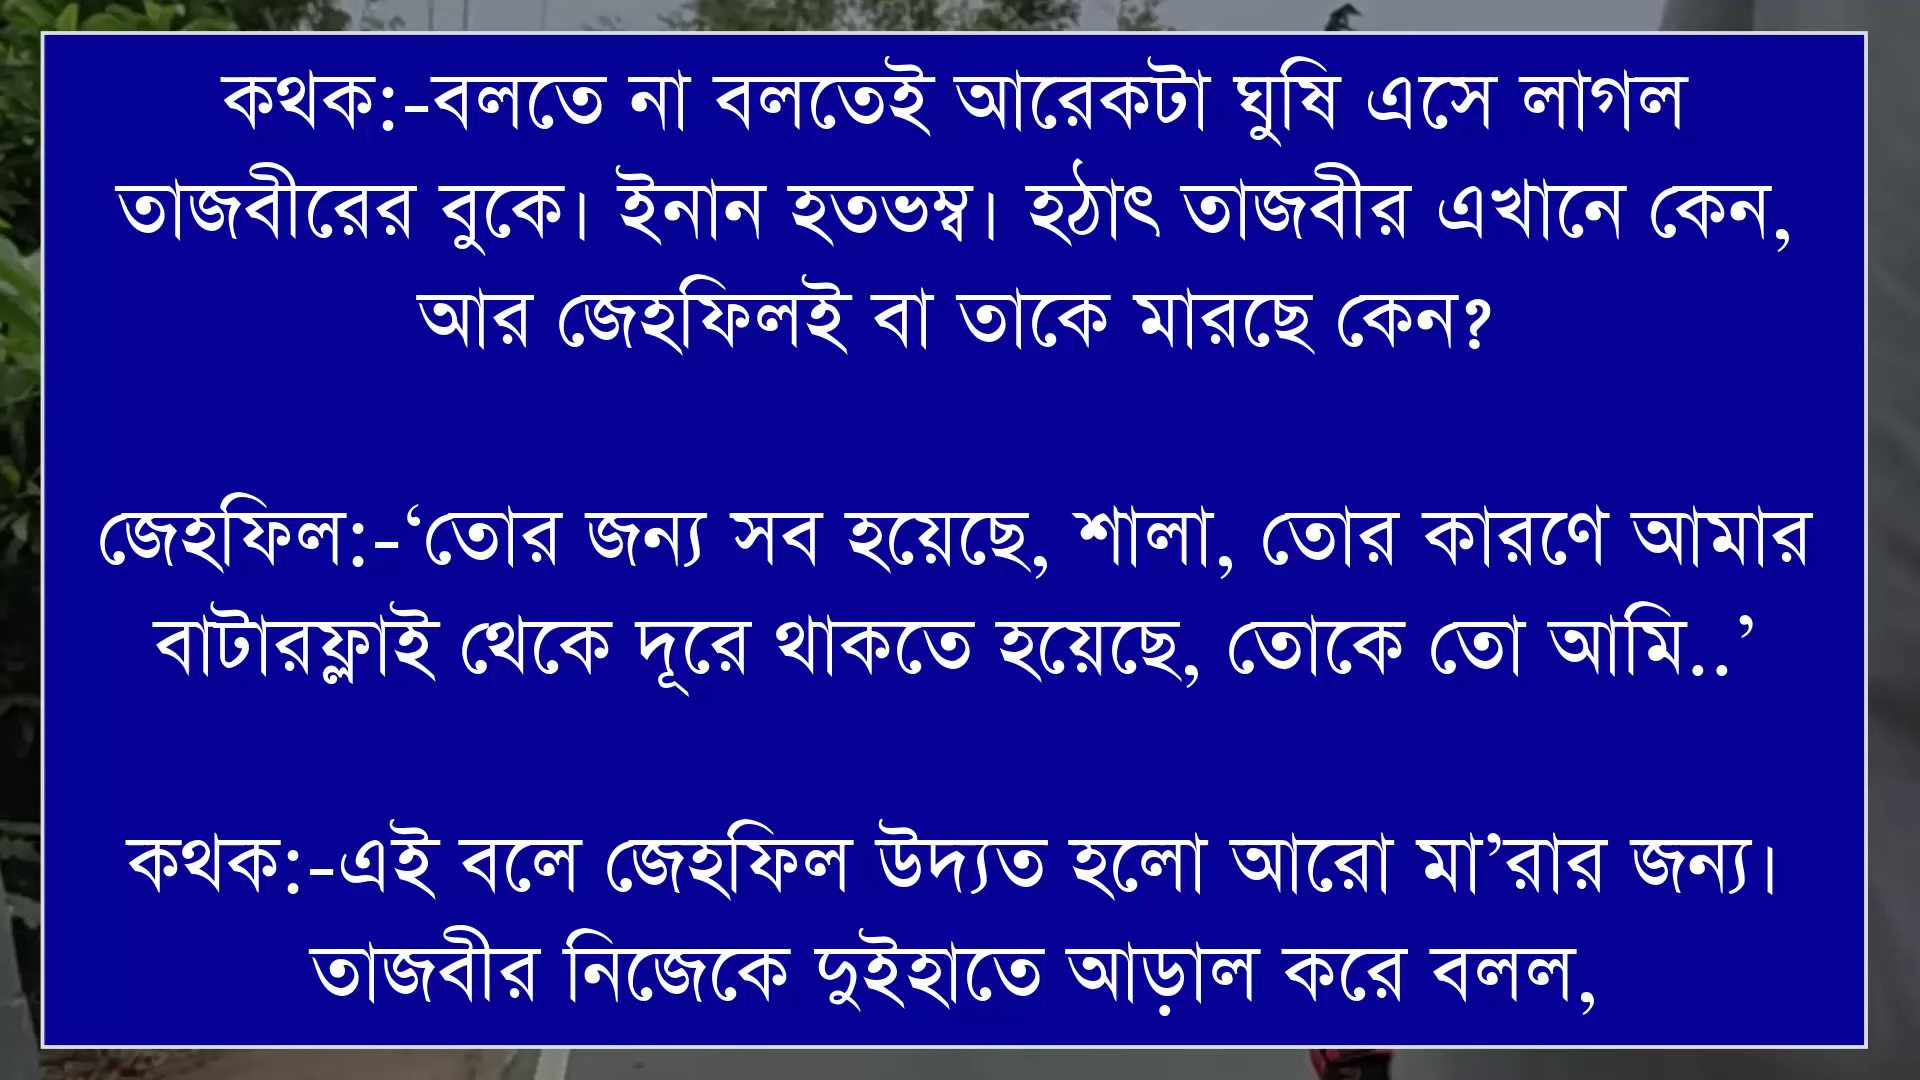 কথক:-বলতে না বলতেই আরেকটা ঘুষি এসে লাগল
তাজবীরের বুকে। ইনান হতভম্ব। হঠাৎ তাজবীর এখানে কেন,
আর জেহফিলই বা তাকে মারছে কেন?
জেহফিল:-‘তোর জন্য সব হয়েছে, শালা, তোর কারণে আমার
বাটারফ্লাই থেকে দূরে থাকতে হয়েছে, তোকে তো আমি..’
কথক:-এই বলে জেহফিল উদ্যত হলো আরো মা’রার জন্য।
তাজবীর নিজেকে দুইহাতে আড়াল করে বলল,